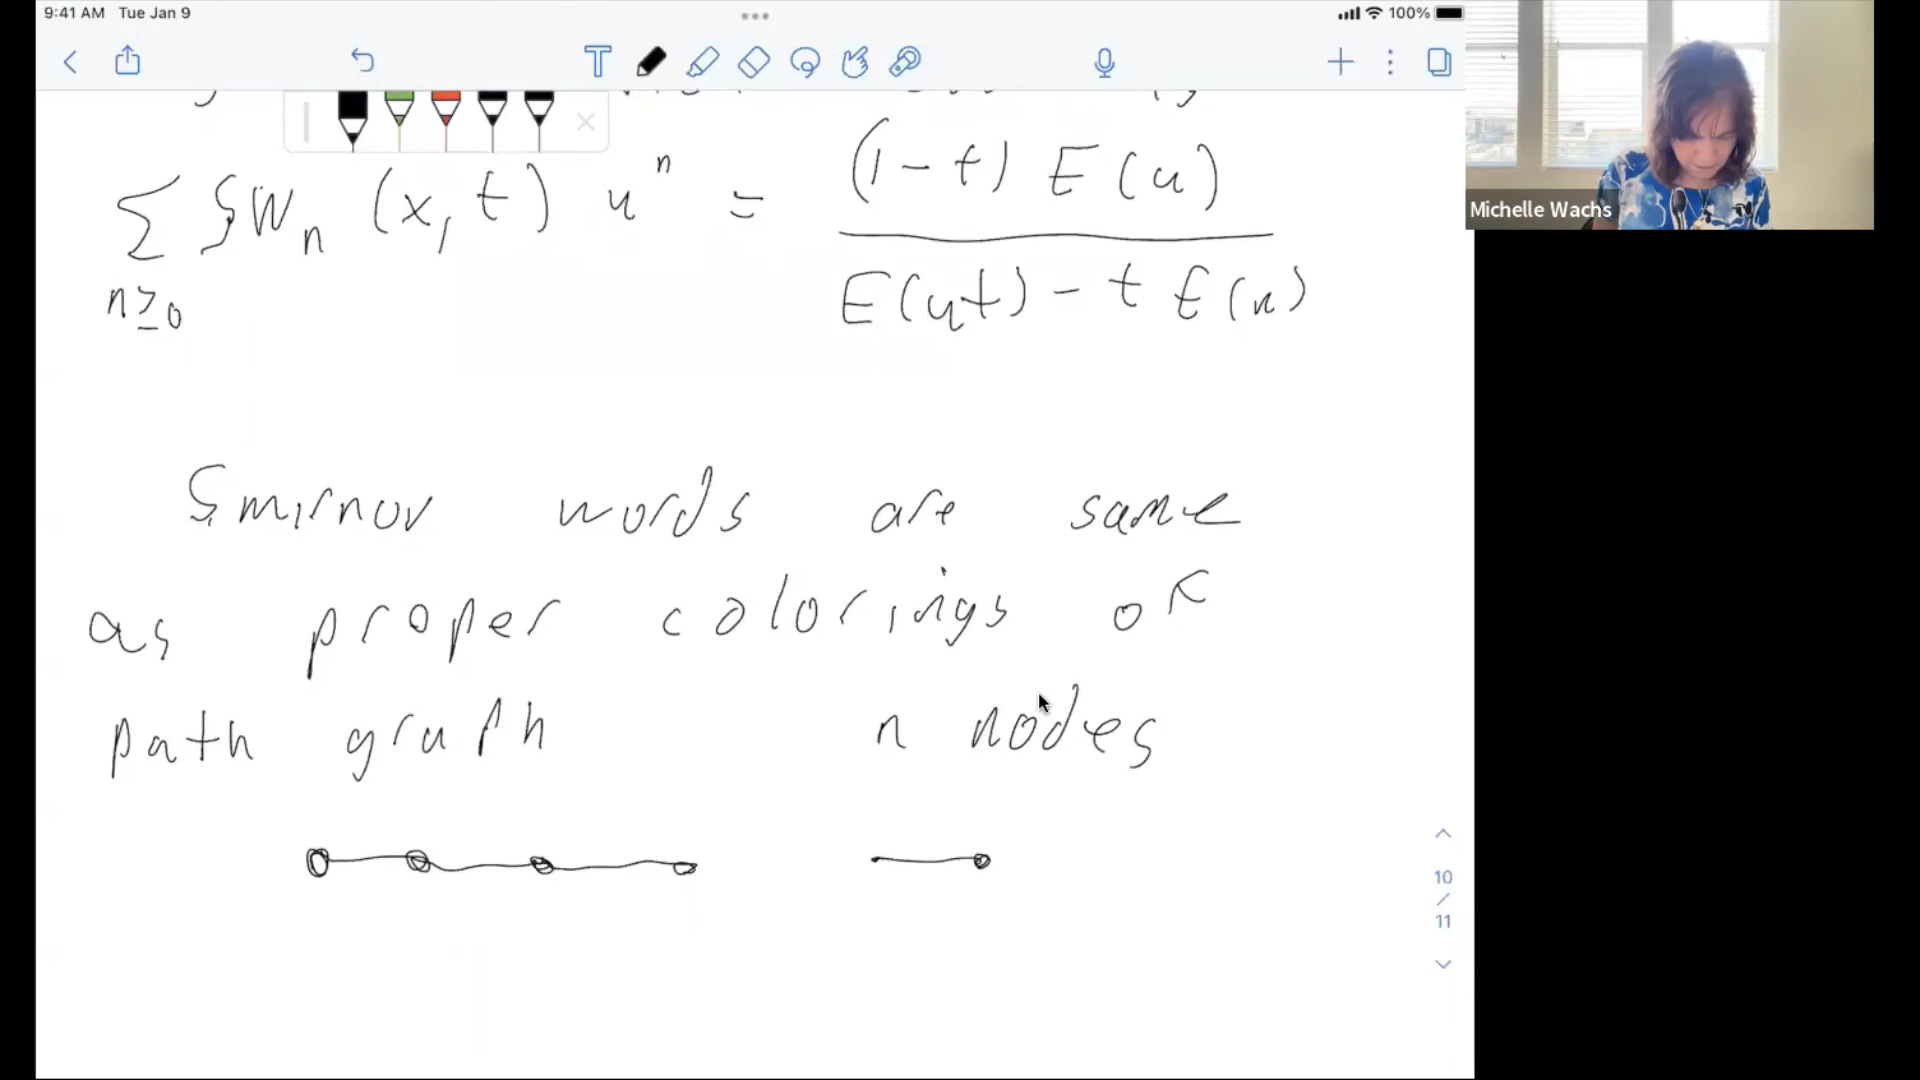 9:41 AM Tue Jan 9
100%
Michelle Wachs
∑ SW_n (x, t) u^n = (1-t) E(u) / E(ut) - t E(u)
n≥0
Smirnov words are same
as proper colorings of
path graph n nodes
10
/
11